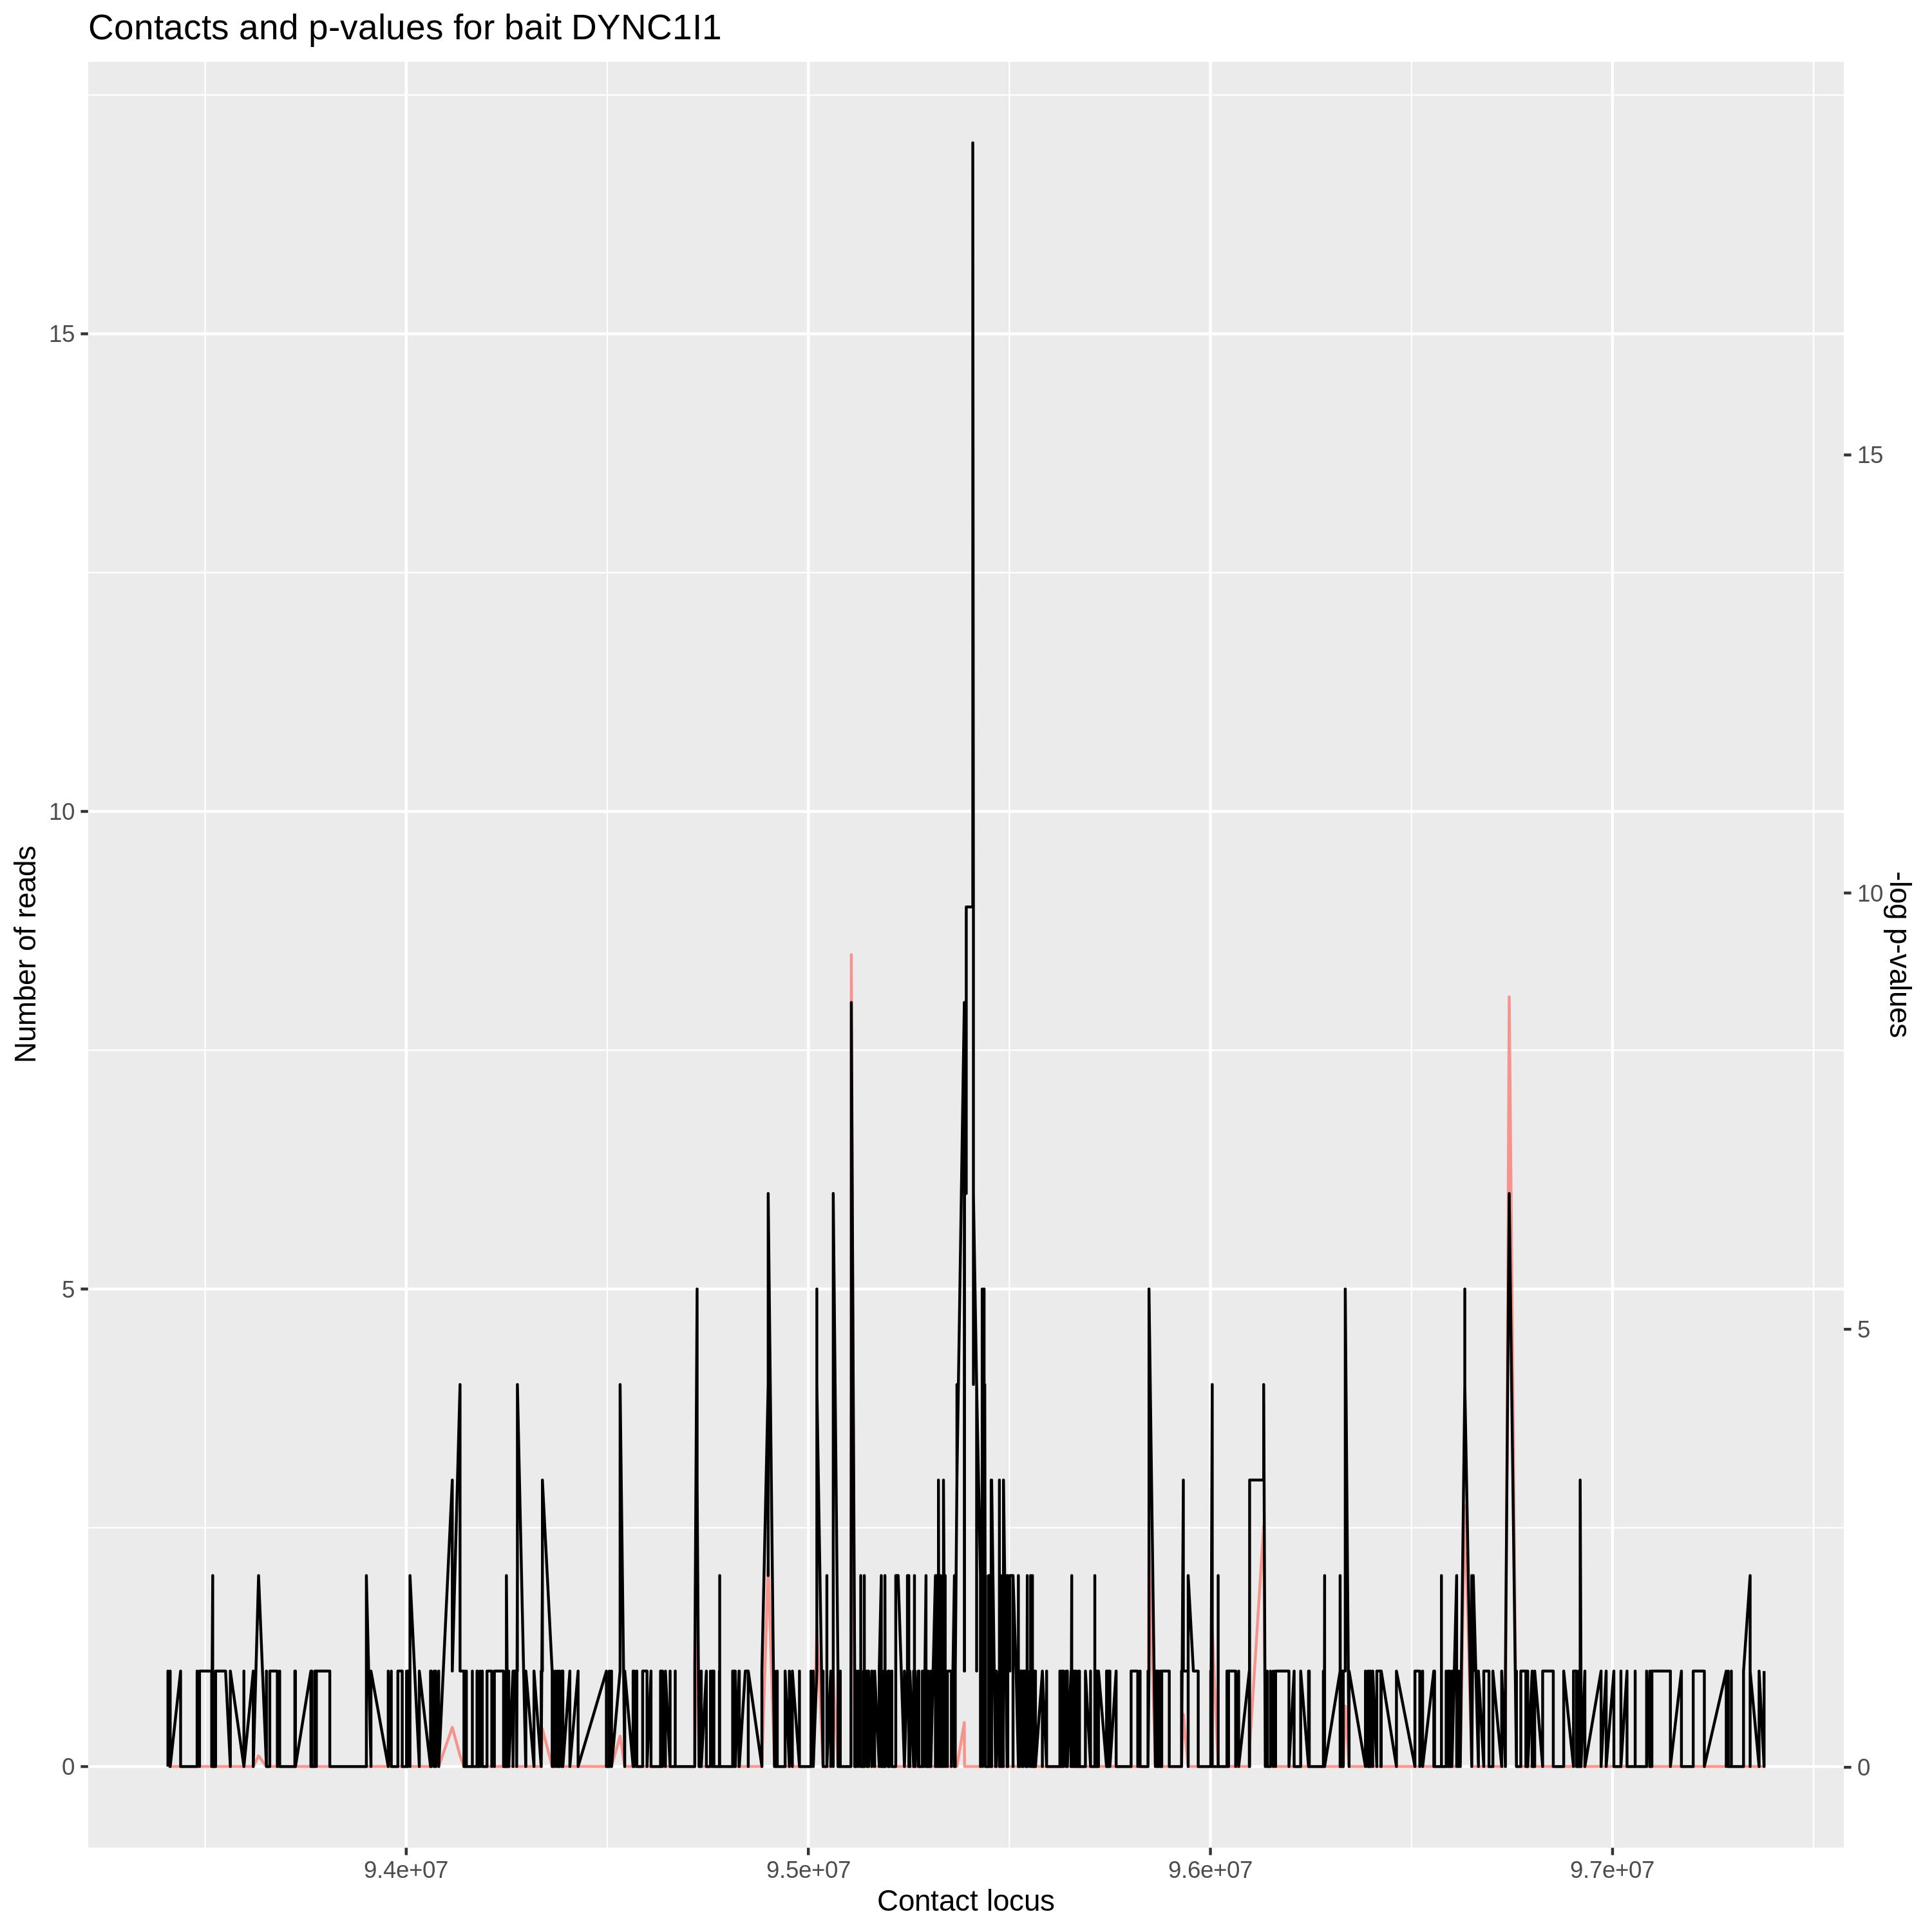 Contacts and p-values for bait DYNC1I1
15
10
5
0
Number of reads
15
10
5
0
-log p-values
9.4e+07
9.5e+07
9.6e+07
9.7e+07
Contact locus